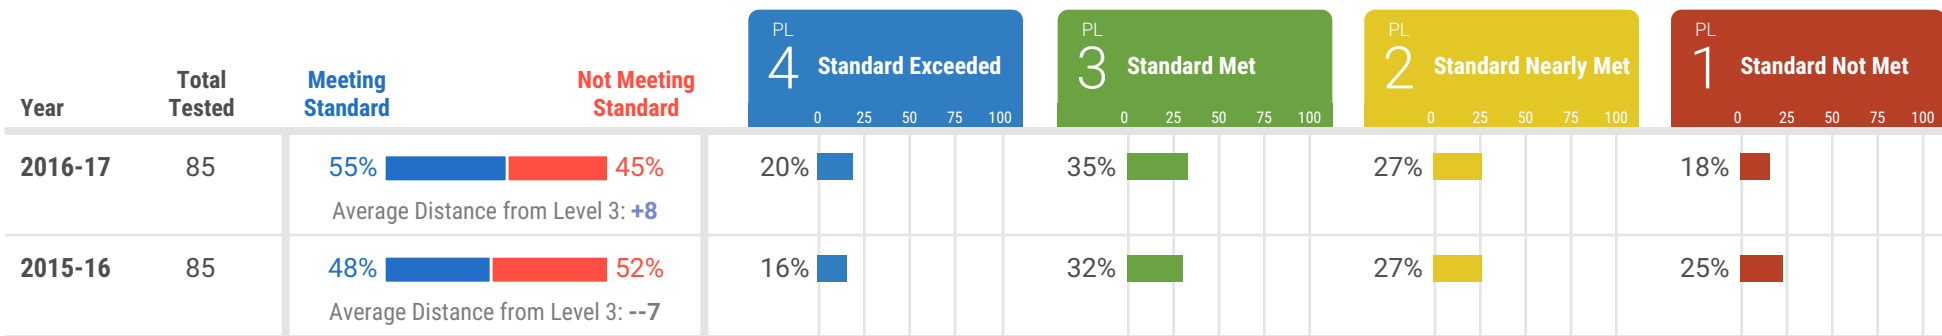 Year
Total
Tested
Meeting
Standard
Not Meeting
Standard
PL
4 Standard Exceeded
0 25 50 75 100
PL
3 Standard Met
0 25 50 75 100
PL
2 Standard Nearly Met
0 25 50 75 100
PL
1 Standard Not Met
0 25 50 75 100
2016-17 85 55% 45% 20% 35% 27% 18%
Average Distance from Level 3: +8
2015-16 85 48% 52% 16% 32% 27% 25%
Average Distance from Level 3: --7